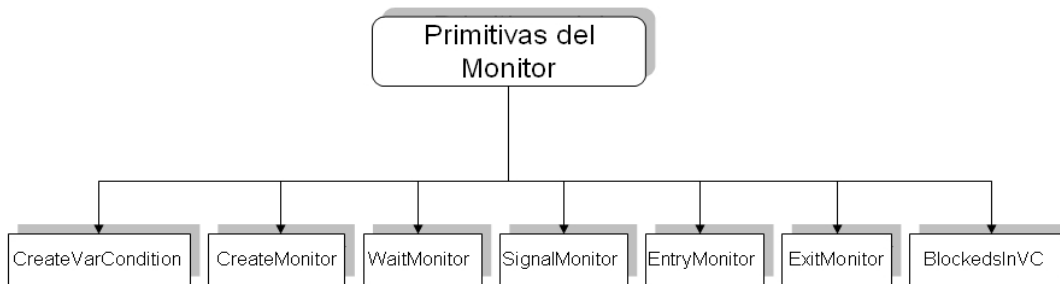 Primitivas del
Monitor
CreateVarCondition
CreateMonitor
WaitMonitor
SignalMonitor
EntryMonitor
ExitMonitor
BlockedsInVC